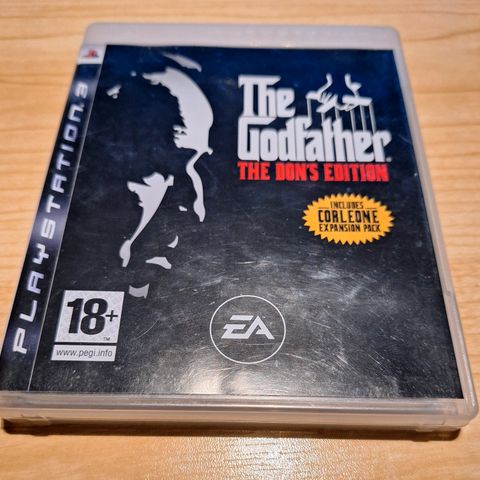 PLAYSTATION 3
The
Godfather
THE DON'S EDITION
INCLUDES
CORLEONE
EXPANSION PACK
18+
www.pegi.info
EA